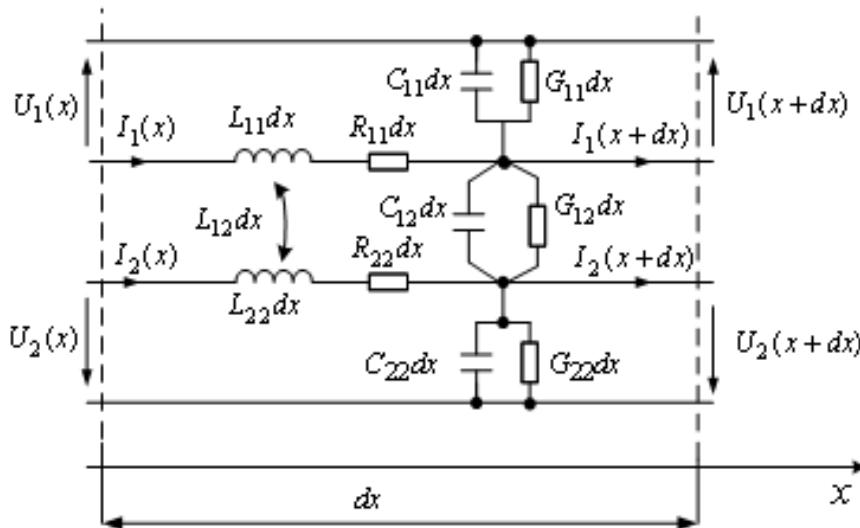 C₁₁dx
G₁₁dx
U₁(x)
U₁(x+dx)
I₁(x)
L₁₁dx
R₁₁dx
I₁(x+dx)
L₁₂dx
C₁₂dx
G₁₂dx
I₂(x)
R₂₂dx
I₂(x+dx)
L₂₂dx
U₂(x)
U₂(x+dx)
C₂₂dx
G₂₂dx
dx
x